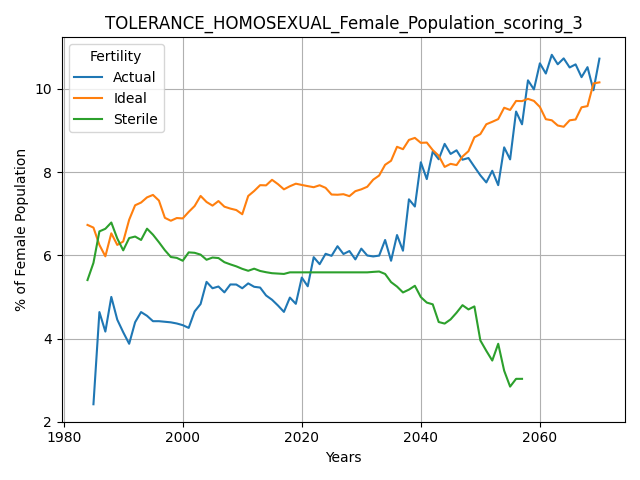 TOLERANCE_HOMOSEXUAL_Female_Population_scoring_3
Fertility
Actual
Ideal
Sterile
% of Female Population
10
8
6
4
2
1980
2000
2020
2040
2060
Years